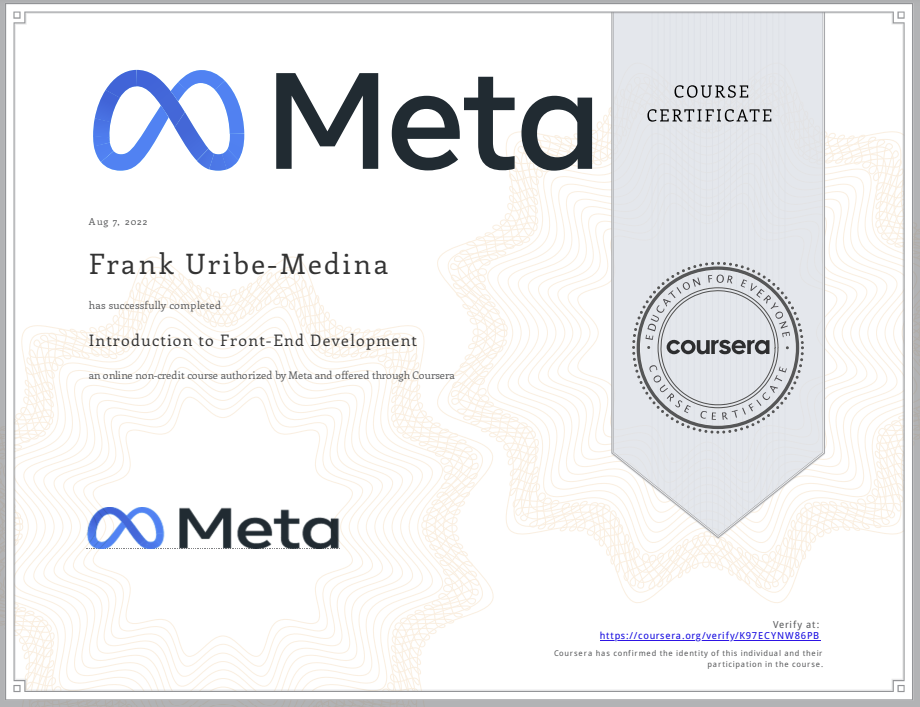 Meta
COURSE
CERTIFICATE
Aug 7, 2022
Frank Uribe-Medina
has successfully completed
Introduction to Front-End Development
an online non-credit course authorized by Meta and offered through Coursera
EDUCATION FOR EVERYONE
coursera
COURSE CERTIFICATE
Meta
Verify at:
https://coursera.org/verify/K97ECYNW86PB
Coursera has confirmed the identity of this individual and their
participation in the course.